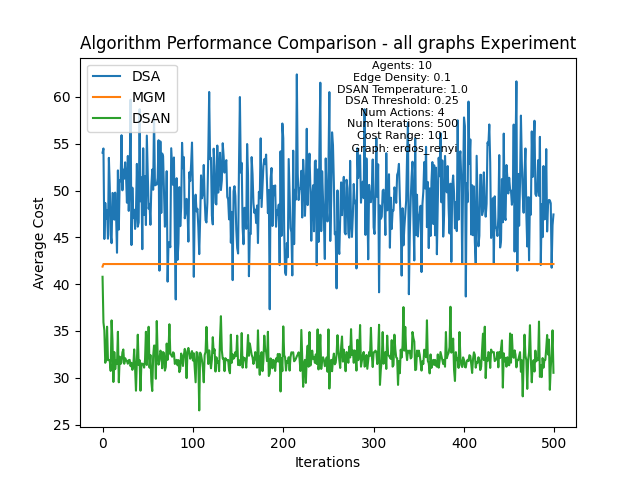 Algorithm Performance Comparison - all graphs Experiment
DSA
MGM
DSAN
Agents: 10
Edge Density: 0.1
DSAN Temperature: 1.0
DSA Threshold: 0.25
Num Actions: 4
Num Iterations: 500
Cost Range: 101
Graph: erdos_renyi
Average Cost
60
55
50
45
40
35
30
25
0
100
200
300
400
500
Iterations